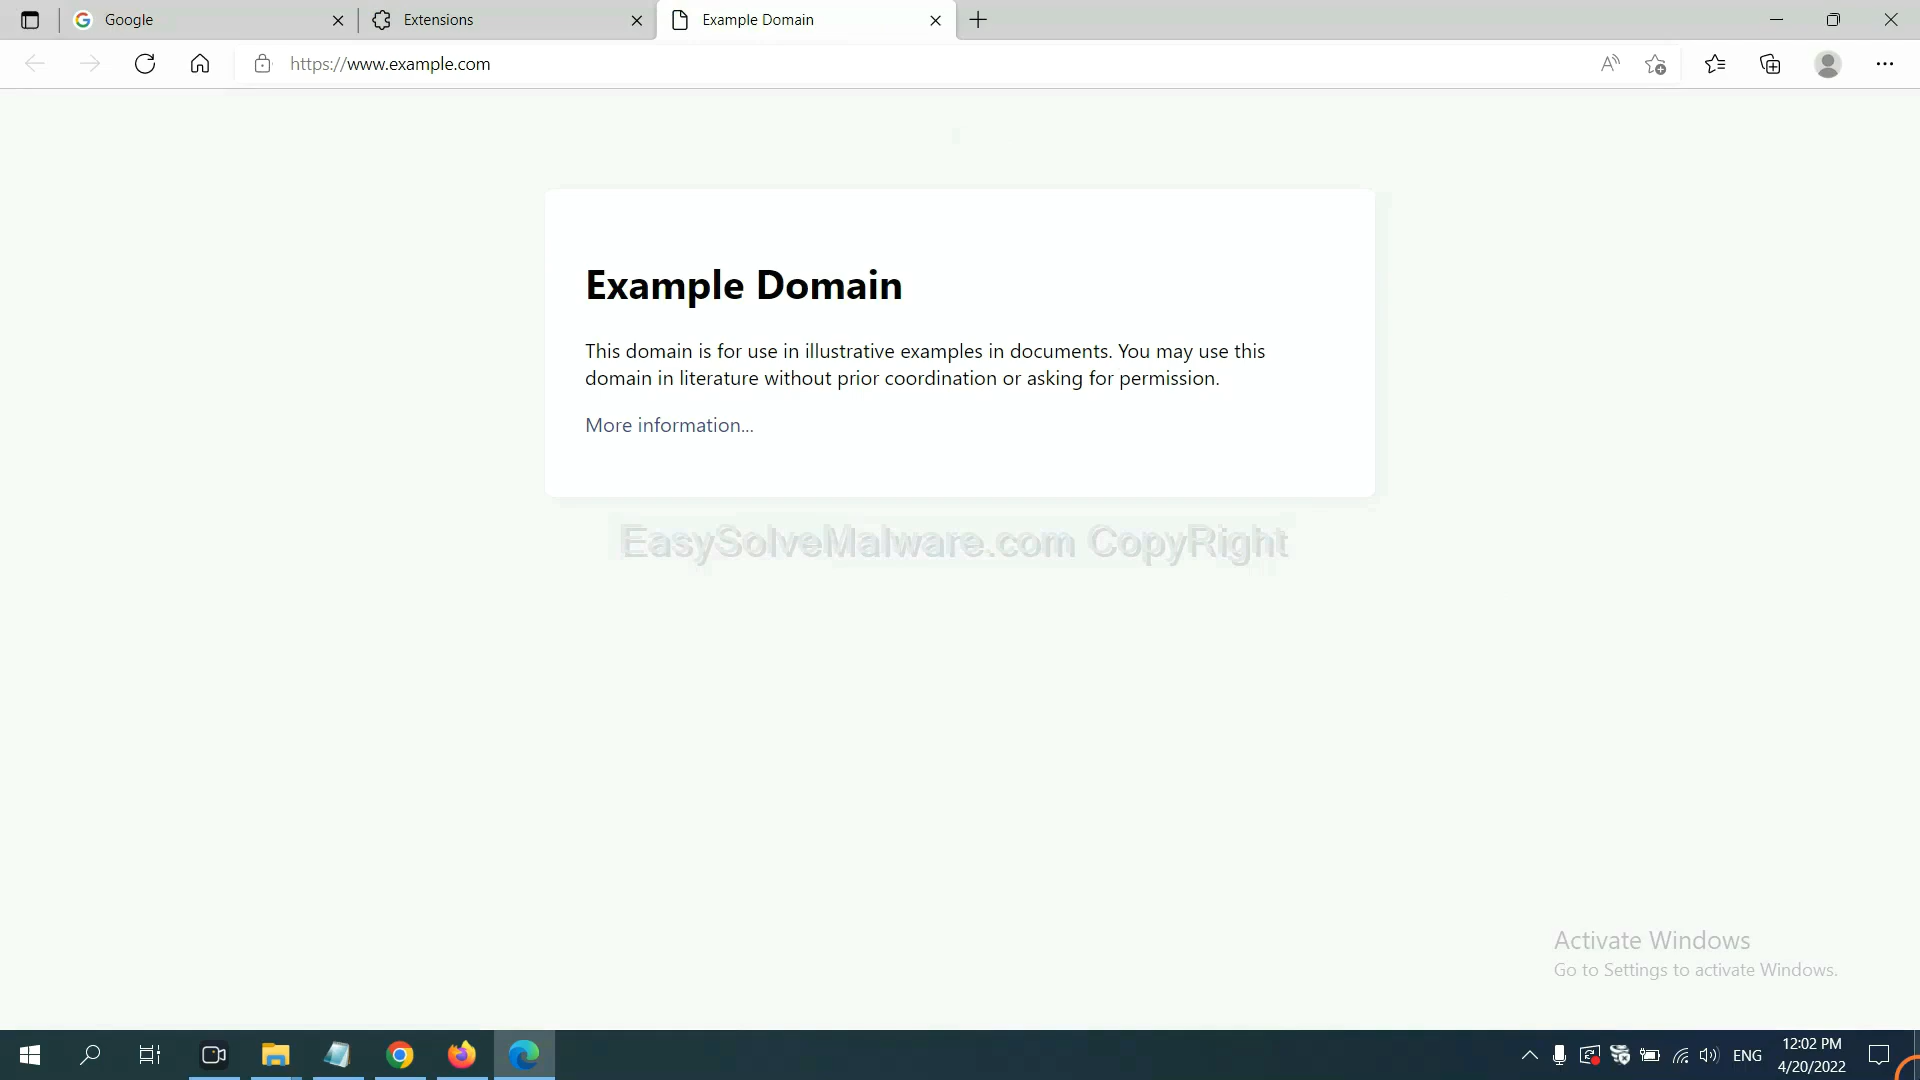 Google
Extensions
Example Domain
https://www.example.com
Example Domain
This domain is for use in illustrative examples in documents. You may use this
domain in literature without prior coordination or asking for permission.
More information...
EasySolveMalware.com CopyRight
Activate Windows
Go to Settings to activate Windows.
ENG
12:02 PM
4/20/2022